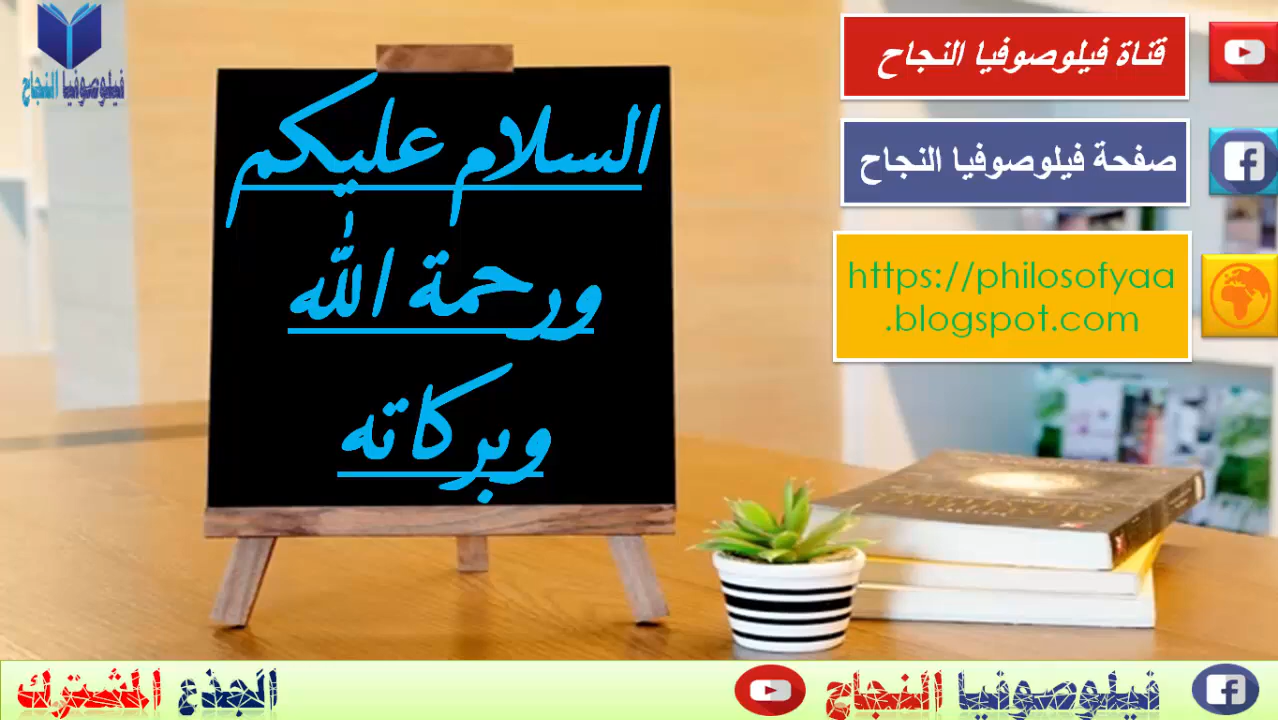 فيلوصوفيا النجاح
السلام عليكم
ورحمة الله
وبركاته
قناة فيلوصوفيا النجاح
صفحة فيلوصوفيا النجاح
https://philosofyaa
.blogspot.com
الجذع المشترك
فيلوصوفيا النجاح